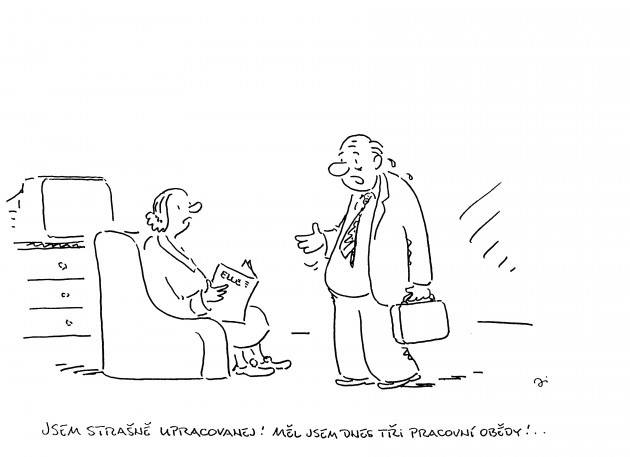 ELLE
JSEM STRAŠNĚ UPRACOVANEJ! MĚL JSEM DNES TŘI PRACOVNÍ OBĚDY!..